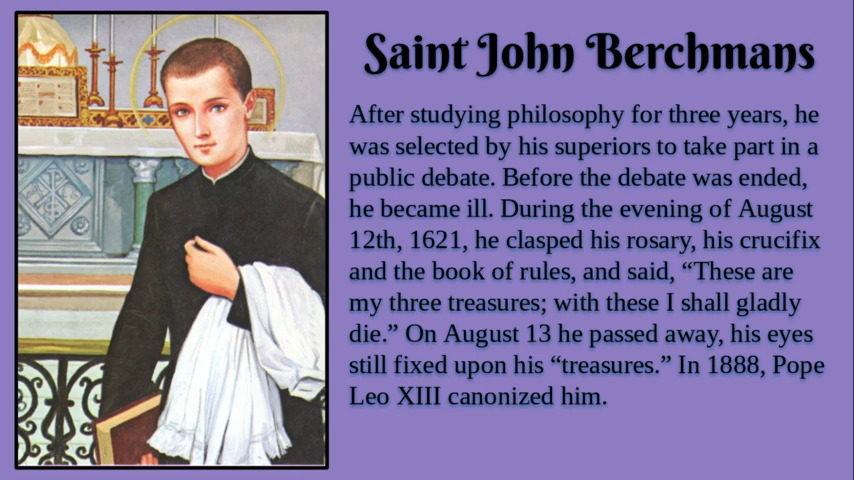 Saint John Berchmans
After studying philosophy for three years, he
was selected by his superiors to take part in a
public debate. Before the debate was ended,
he became ill. During the evening of August
12th, 1621, he clasped his rosary, his crucifix
and the book of rules, and said, “These are
my three treasures; with these I shall gladly
die.” On August 13 he passed away, his eyes
still fixed upon his “treasures.” In 1888, Pope
Leo XIII canonized him.